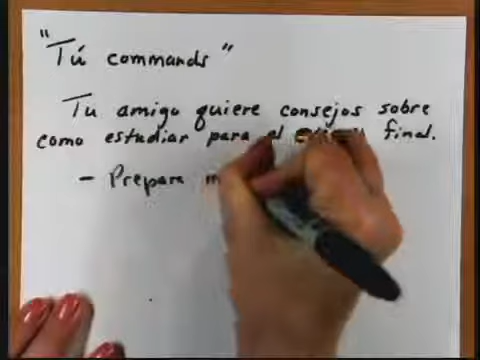 "Tú commands"
Tu amigo quiere consejos sobre
como estudiar para el final.
- Prepara